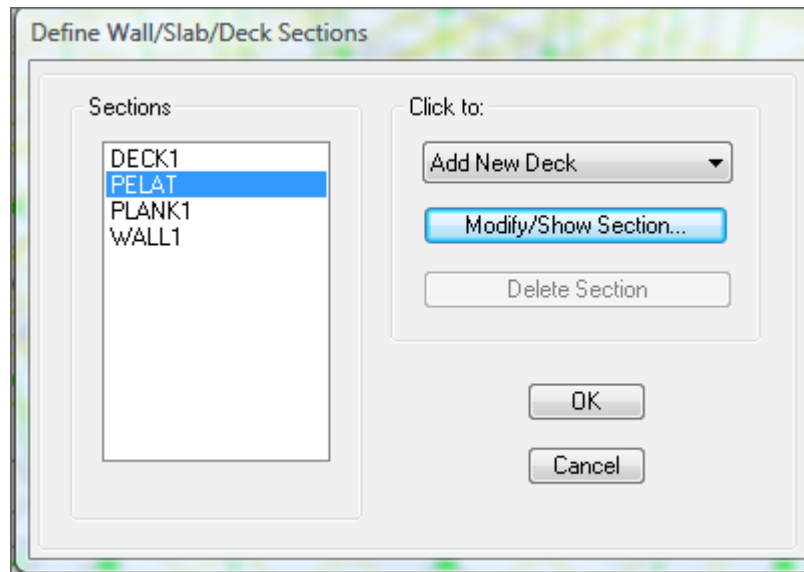 Define Wall/Slab/Deck Sections
Sections
DECK1
PELAT
PLANK1
WALL1
Click to:
Add New Deck
Modify/Show Section...
Delete Section
OK
Cancel